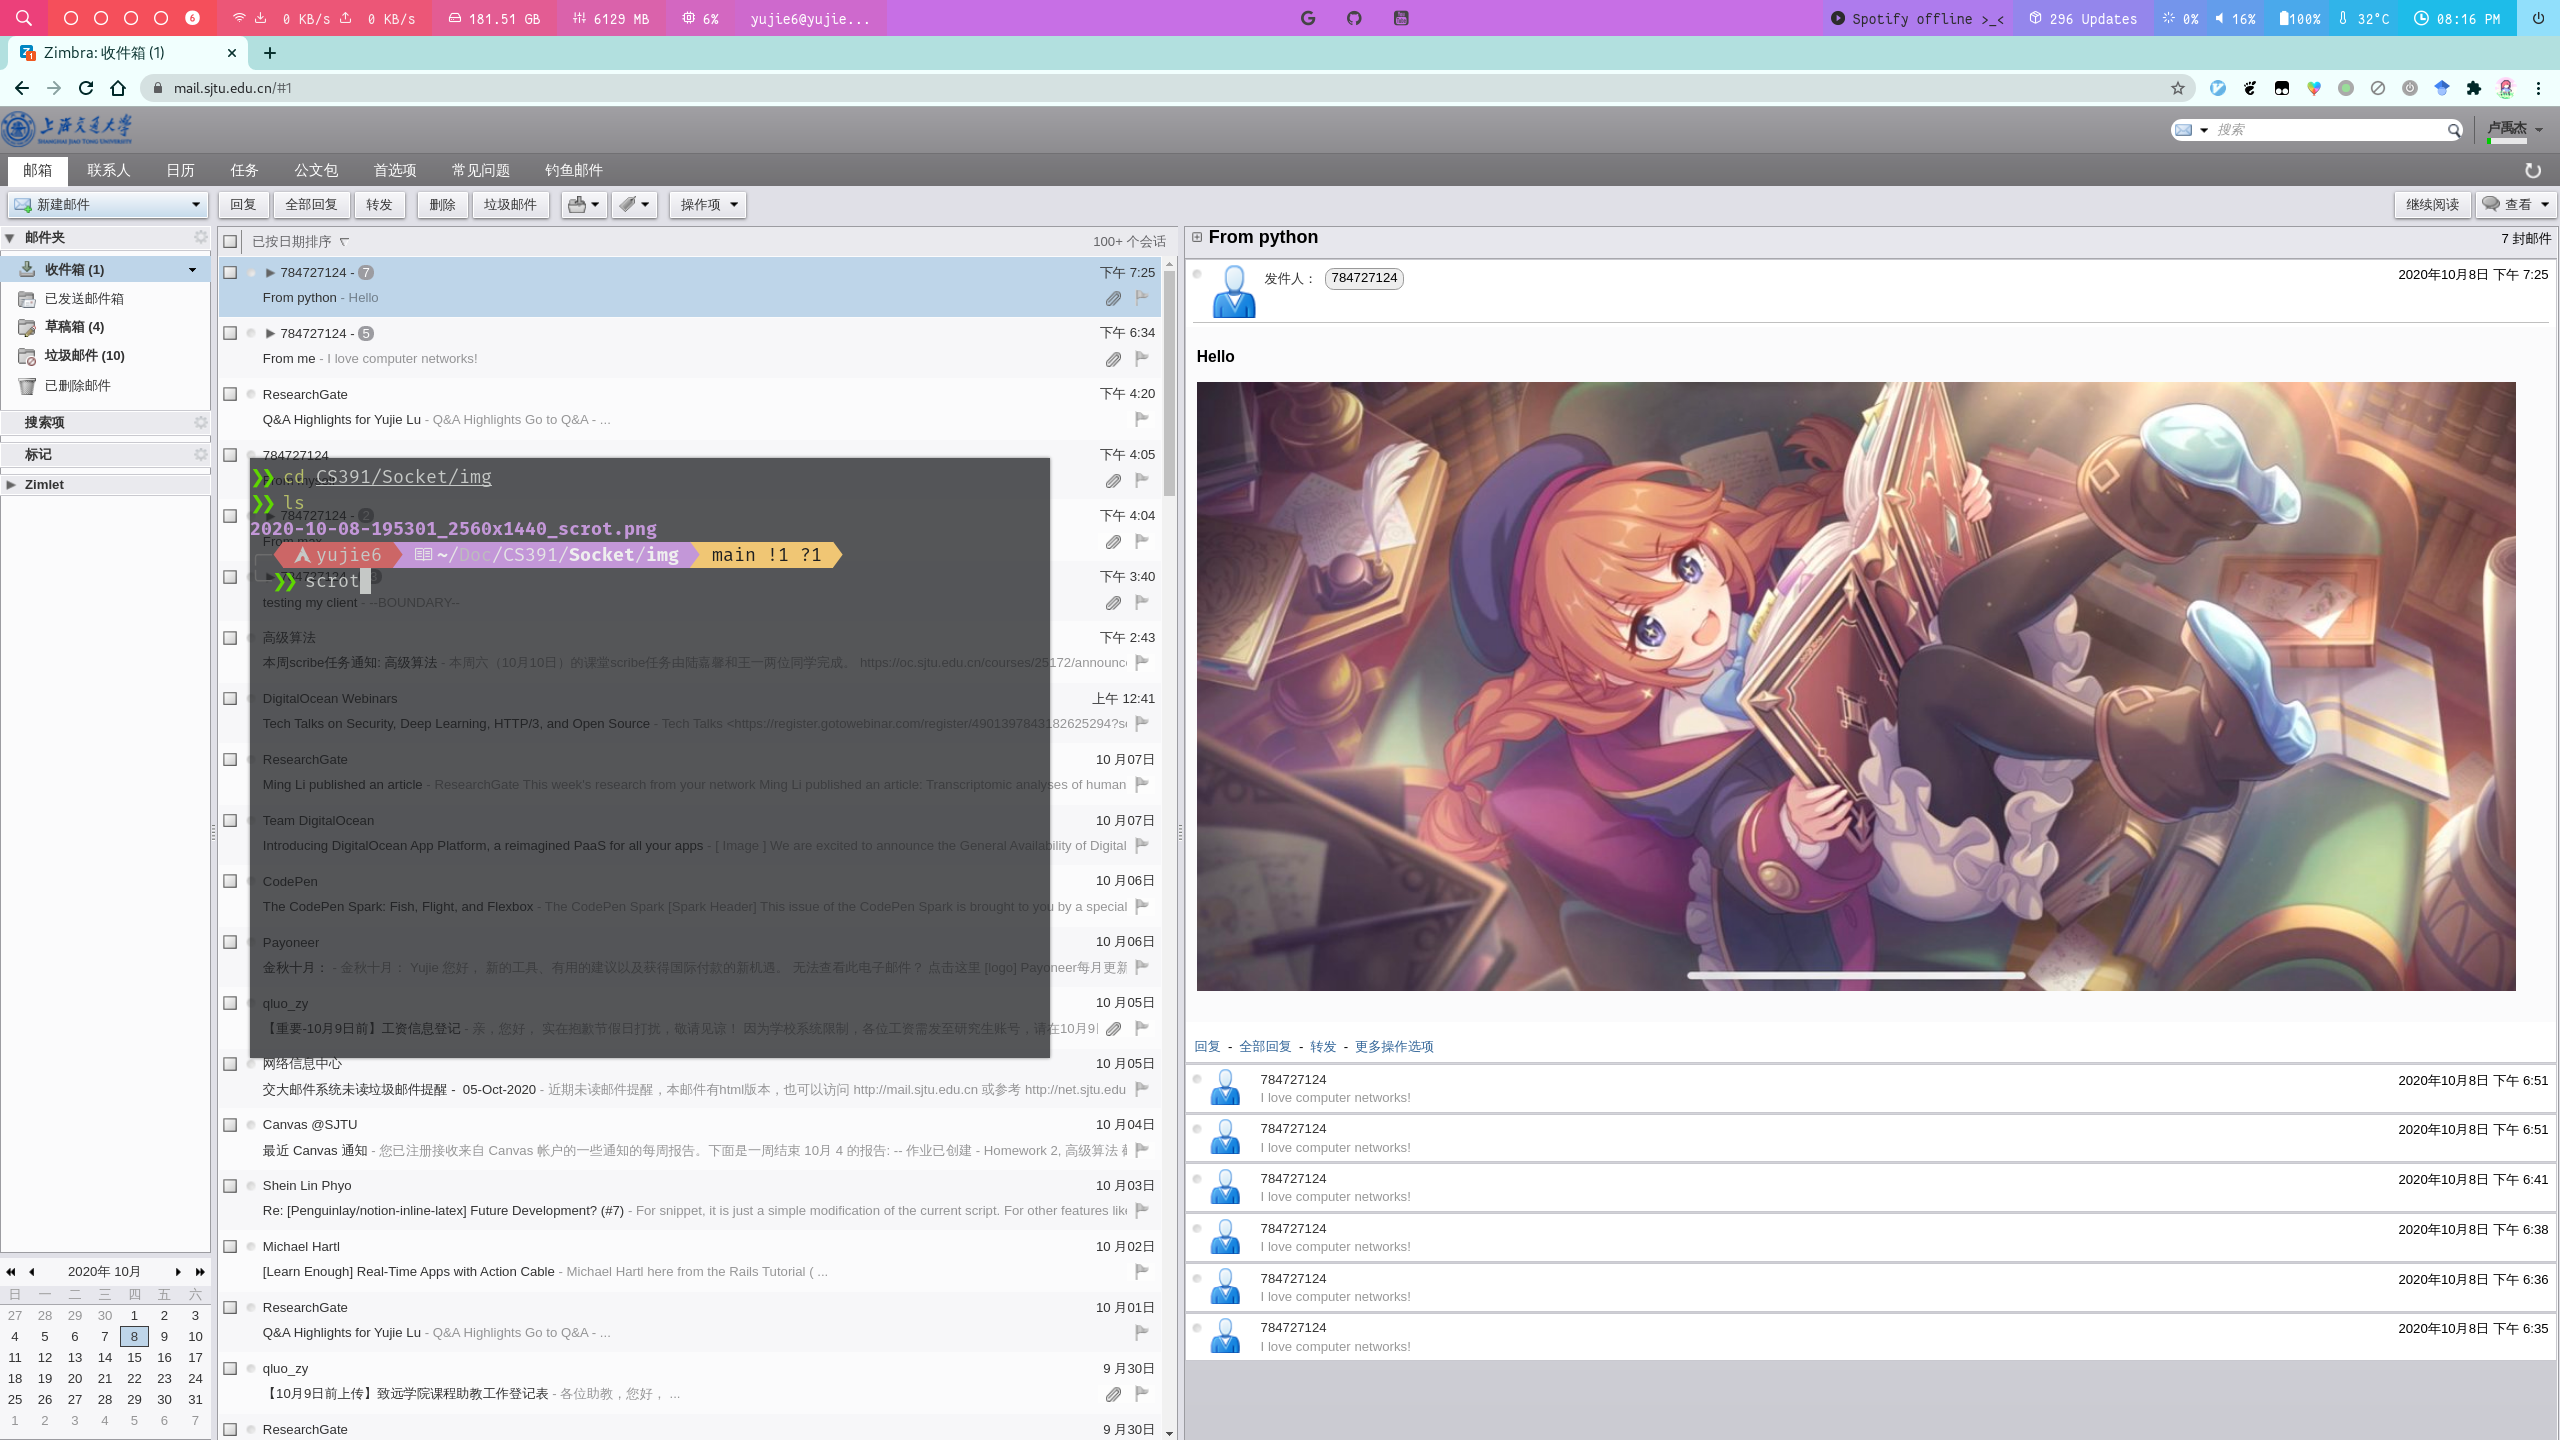 6 0 KB/s 0 KB/s 181.51 GB 6129 MB 6% yujie6@yujie... Spotify offline >_< 296 Updates 0% 16% 100% 32°C 08:16 PM
Zimbra: 收件箱 (1)
mail.sjtu.edu.cn/#1
上海交通大学
SHANGHAI JIAO TONG UNIVERSITY
搜索 卢禹杰
邮箱 联系人 日历 任务 公文包 首选项 常见问题 钓鱼邮件
新建邮件 回复 全部回复 转发 删除 垃圾邮件 操作项 继续阅读 查看
邮件夹
收件箱 (1)
已发送邮件箱
草稿箱 (4)
垃圾邮件 (10)
已删除邮件
搜索项
标记
Zimlet
2020年 10月
日 一 二 三 四 五 六
27 28 29 30 1 2 3
4 5 6 7 8 9 10
11 12 13 14 15 16 17
18 19 20 21 22 23 24
25 26 27 28 29 30 31
1 2 3 4 5 6 7
已按日期排序 100+ 个会话
784727124 - 7 下午 7:25
From python - Hello
784727124 - 5 下午 6:34
From me - I love computer networks!
ResearchGate 下午 4:20
Q&A Highlights for Yujie Lu - Q&A Highlights Go to Q&A - ...
784727124 下午 4:05
784727124 - 2 下午 4:04
下午 3:40
testing my client - --BOUNDARY--
高级算法 下午 2:43
本周scribe任务通知: 高级算法 - 本周六（10月10日）的课堂scribe任务由陆嘉馨和王一两位同学完成。 https://oc.sjtu.edu.cn/courses/25172/announc
DigitalOcean Webinars 上午 12:41
Tech Talks on Security, Deep Learning, HTTP/3, and Open Source - Tech Talks <https://register.gotowebinar.com/register/4901397843182625294?s
ResearchGate 10 月07日
Ming Li published an article - ResearchGate This week's research from your network Ming Li published an article: Transcriptomic analyses of human
Team DigitalOcean 10 月07日
Introducing DigitalOcean App Platform, a reimagined PaaS for all your apps - [ Image ] We are excited to announce the General Availability of Digital
CodePen 10 月06日
The CodePen Spark: Fish, Flight, and Flexbox - The CodePen Spark [Spark Header] This issue of the CodePen Spark is brought to you by a special
Payoneer 10 月06日
金秋十月： - 金秋十月： Yujie 您好， 新的工具、有用的建议以及获得国际付款的新机遇。 无法查看此电子邮件？ 点击这里 [logo] Payoneer每月更新
qluo_zy 10 月05日
【重要-10月9日前】工资信息登记 - 亲，您好， 实在抱歉节假日打扰，敬请见谅！ 因为学校系统限制，各位工资需发至研究生账号，请在10月9日
网络信息中心 10 月05日
交大邮件系统未读垃圾邮件提醒 - 05-Oct-2020 - 近期未读邮件提醒，本邮件有html版本，也可以访问 http://mail.sjtu.edu.cn 或参考 http://net.sjtu.edu
Canvas @SJTU 10 月04日
最近 Canvas 通知 - 您已注册接收来自 Canvas 帐户的一些通知的每周报告。下面是一周结束 10月 4 的报告: -- 作业已创建 - Homework 2, 高级算法
Shein Lin Phyo 10 月03日
Re: [Penguinlay/notion-inline-latex] Future Development? (#7) - For snippet, it is just a simple modification of the current script. For other features like
Michael Hartl 10 月02日
[Learn Enough] Real-Time Apps with Action Cable - Michael Hartl here from the Rails Tutorial ( ...
ResearchGate 10 月01日
Q&A Highlights for Yujie Lu - Q&A Highlights Go to Q&A - ...
qluo_zy 9 月30日
【10月9日前上传】致远学院课程助教工作登记表 - 各位助教，您好， ...
ResearchGate 9 月30日
❯❯ cd CS391/Socket/img
❯❯ ls
2020-10-08-195301_2560x1440_scrot.png
yujie6 ~/Doc/CS391/Socket/img main !1 ?1
❯❯ scrot
From python 7 封邮件
发件人： 784727124 2020年10月8日 下午 7:25
Hello
回复 - 全部回复 - 转发 - 更多操作选项
784727124 2020年10月8日 下午 6:51
I love computer networks!
784727124 2020年10月8日 下午 6:51
I love computer networks!
784727124 2020年10月8日 下午 6:41
I love computer networks!
784727124 2020年10月8日 下午 6:38
I love computer networks!
784727124 2020年10月8日 下午 6:36
I love computer networks!
784727124 2020年10月8日 下午 6:35
I love computer networks!